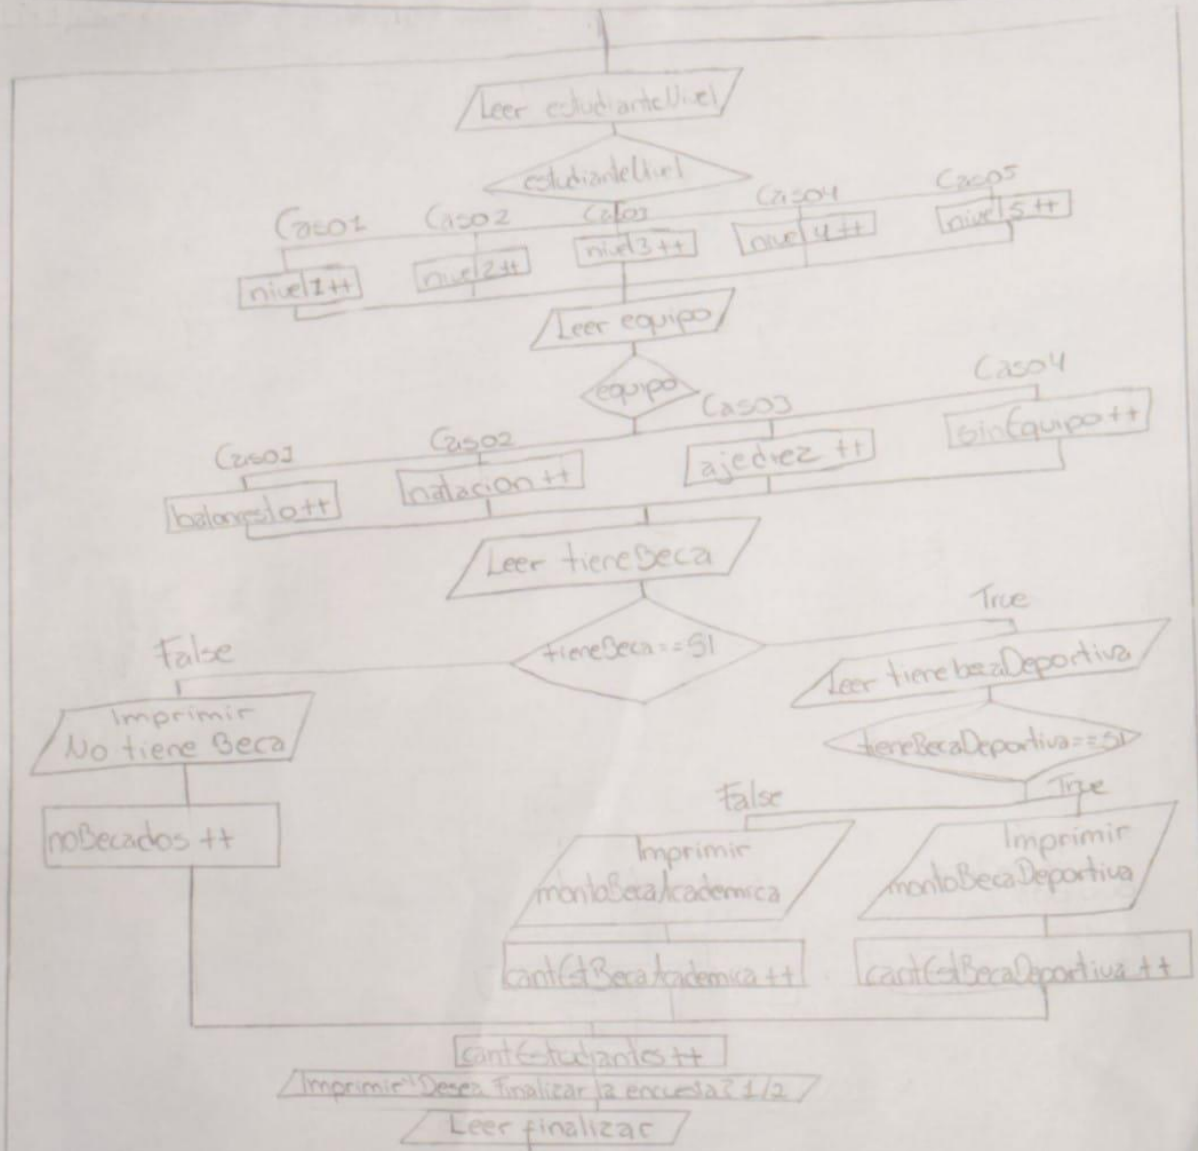 Leer estudianteNivel
estudianteNivel
Caso1
Caso2
Caso3
Caso4
Caso5
nivel1++
nivel2++
nivel3++
nivel4++
nivel5++
Leer equipo
equipo
Caso1
Caso2
Caso3
Caso4
baloncesto++
natacion++
ajedrez ++
sinEquipo++
Leer tieneBeca
tieneBeca==SI
False
True
Imprimir
No tiene Beca
noBecados ++
Leer tienebecaDeportiva
tieneBecaDeportiva==SI
False
True
Imprimir
montoBecaAcademica
Imprimir
montoBecaDeportiva
cantEstBecaAcademica++
cantEstBecaDeportiva ++
cantEstudiantes++
Imprimir "Desea Finalizar la encuesta? 1/2
Leer finalizar